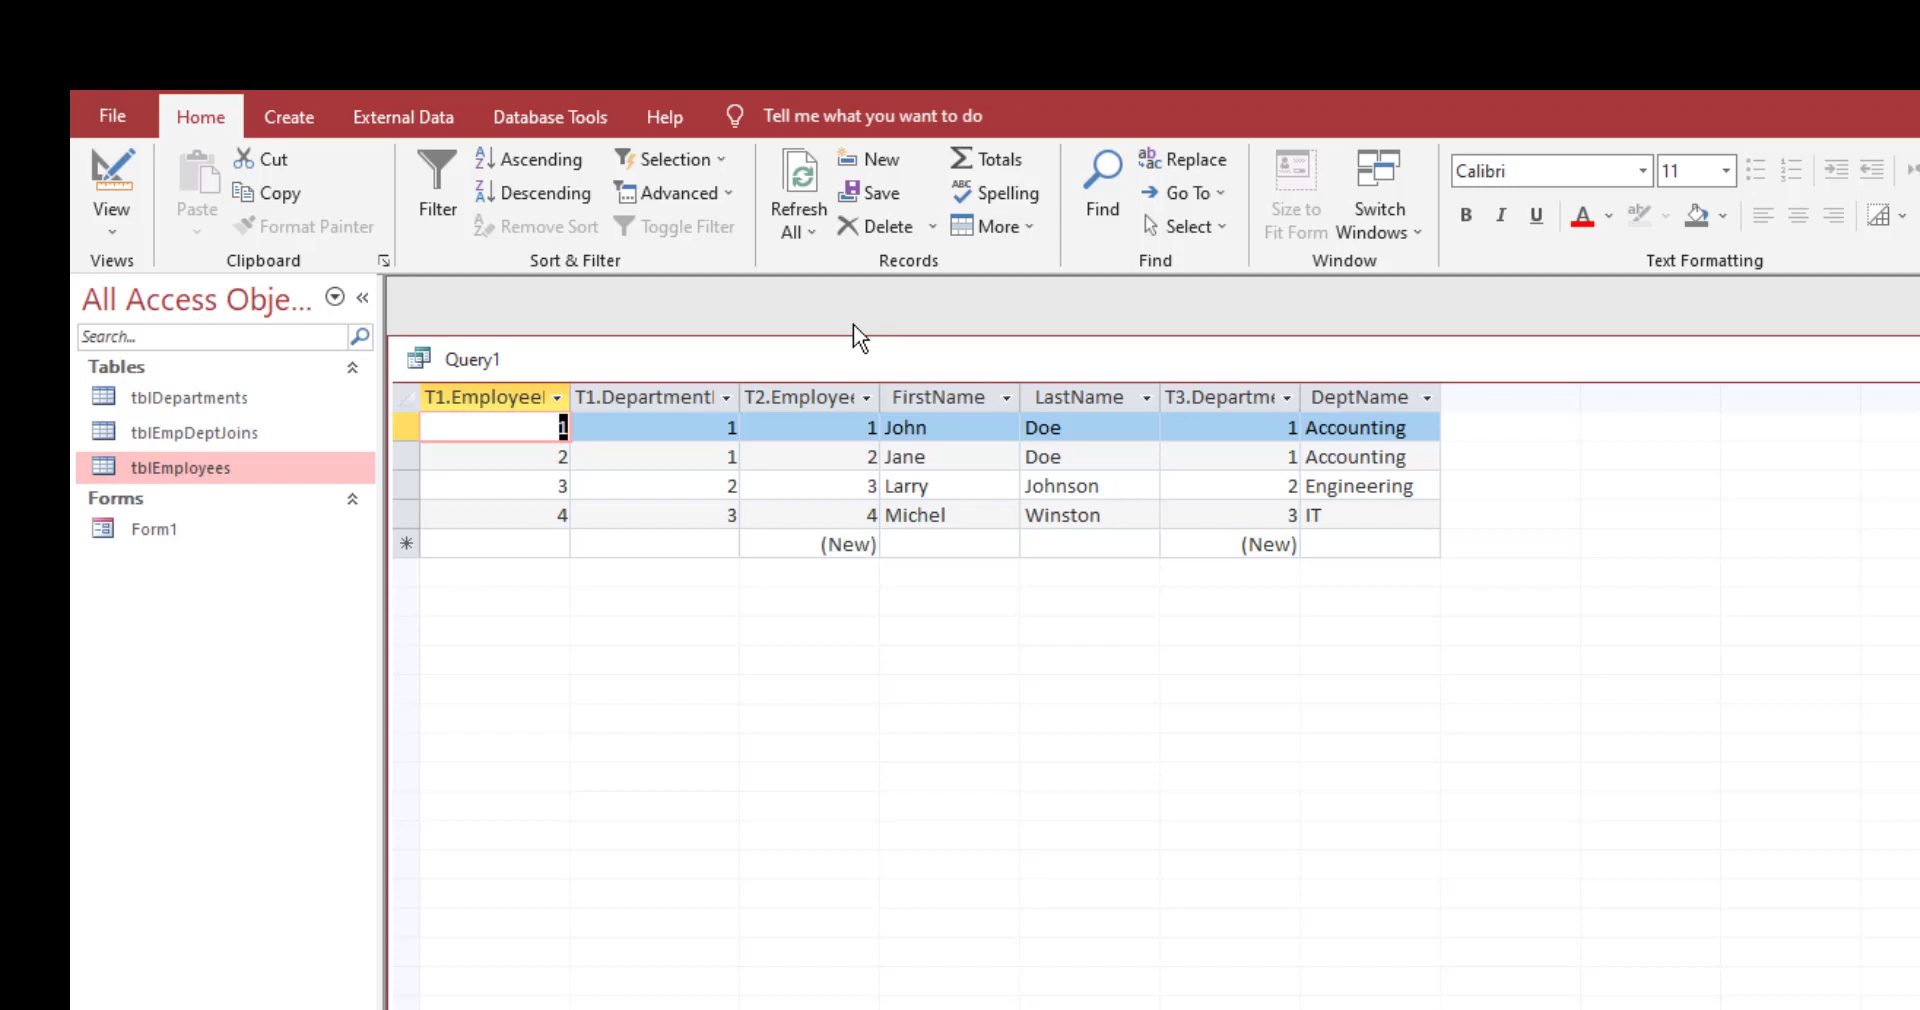 File Home Create External Data Database Tools Help Tell me what you want to do
View
Views
Paste
Cut
Copy
Format Painter
Clipboard
Filter
Ascending
Descending
Remove Sort
Selection
Advanced
Toggle Filter
Sort & Filter
Refresh
All
New
Save
Delete
Totals
Spelling
More
Records
Find
Replace
Go To
Select
Find
Size to
Fit Form
Switch
Windows
Window
Calibri 11
B I U A
Text Formatting
All Access Obje...
Search...
Tables
tblDepartments
tblEmpDeptJoins
tblEmployees
Forms
Form1
Query1
T1.EmployeeI T1.DepartmentI T2.Employee FirstName LastName T3.Departme DeptName
1 1 1 John Doe 1 Accounting
2 1 2 Jane Doe 1 Accounting
3 2 3 Larry Johnson 2 Engineering
4 3 4 Michel Winston 3 IT
(New) (New)